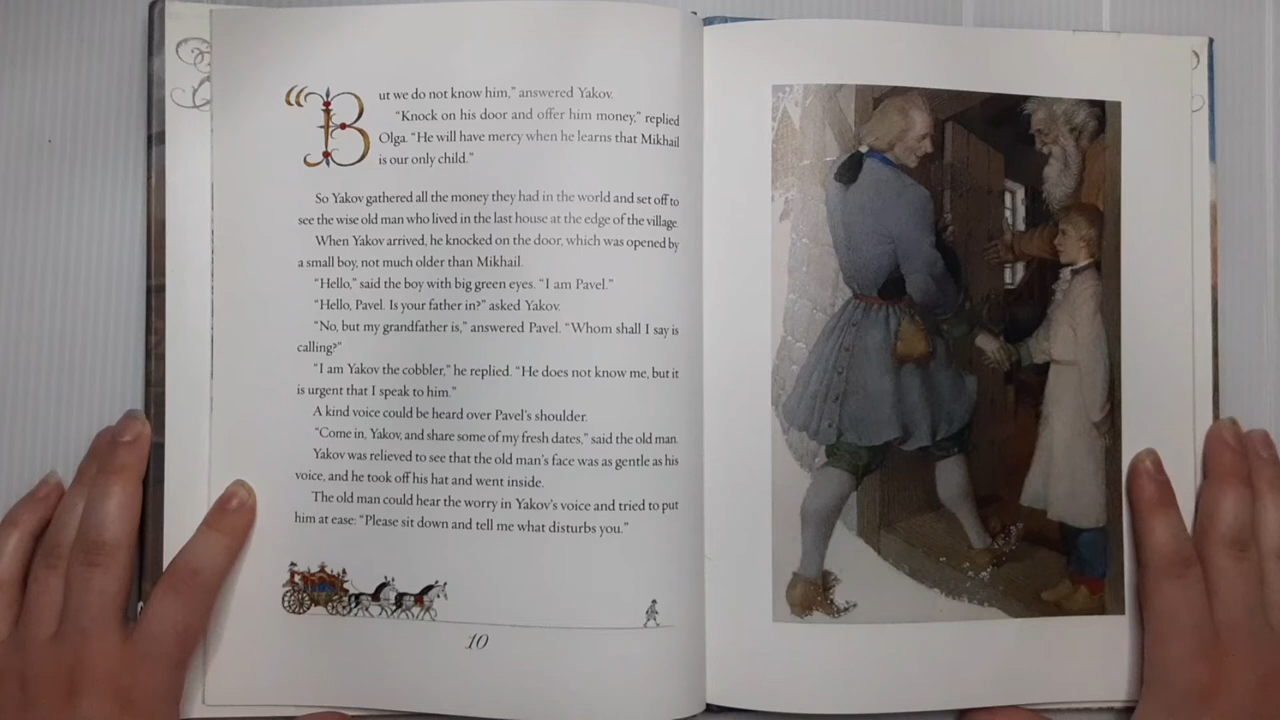 “But we do not know him,” answered Yakov.
“Knock on his door and offer him money,” replied
Olga. “He will have mercy when he learns that Mikhail
is our only child.”
So Yakov gathered all the money they had in the world and set off to
see the wise old man who lived in the last house at the edge of the village.
When Yakov arrived, he knocked on the door, which was opened by
a small boy, not much older than Mikhail.
“Hello,” said the boy with big green eyes. “I am Pavel.”
“Hello, Pavel. Is your father in?” asked Yakov.
“No, but my grandfather is,” answered Pavel. “Whom shall I say is
calling?”
“I am Yakov the cobbler,” he replied. “He does not know me, but it
is urgent that I speak to him.”
A kind voice could be heard over Pavel’s shoulder.
“Come in, Yakov, and share some of my fresh dates,” said the old man.
Yakov was relieved to see that the old man’s face was as gentle as his
voice, and he took off his hat and went inside.
The old man could hear the worry in Yakov’s voice and tried to put
him at ease: “Please sit down and tell me what disturbs you.”
10